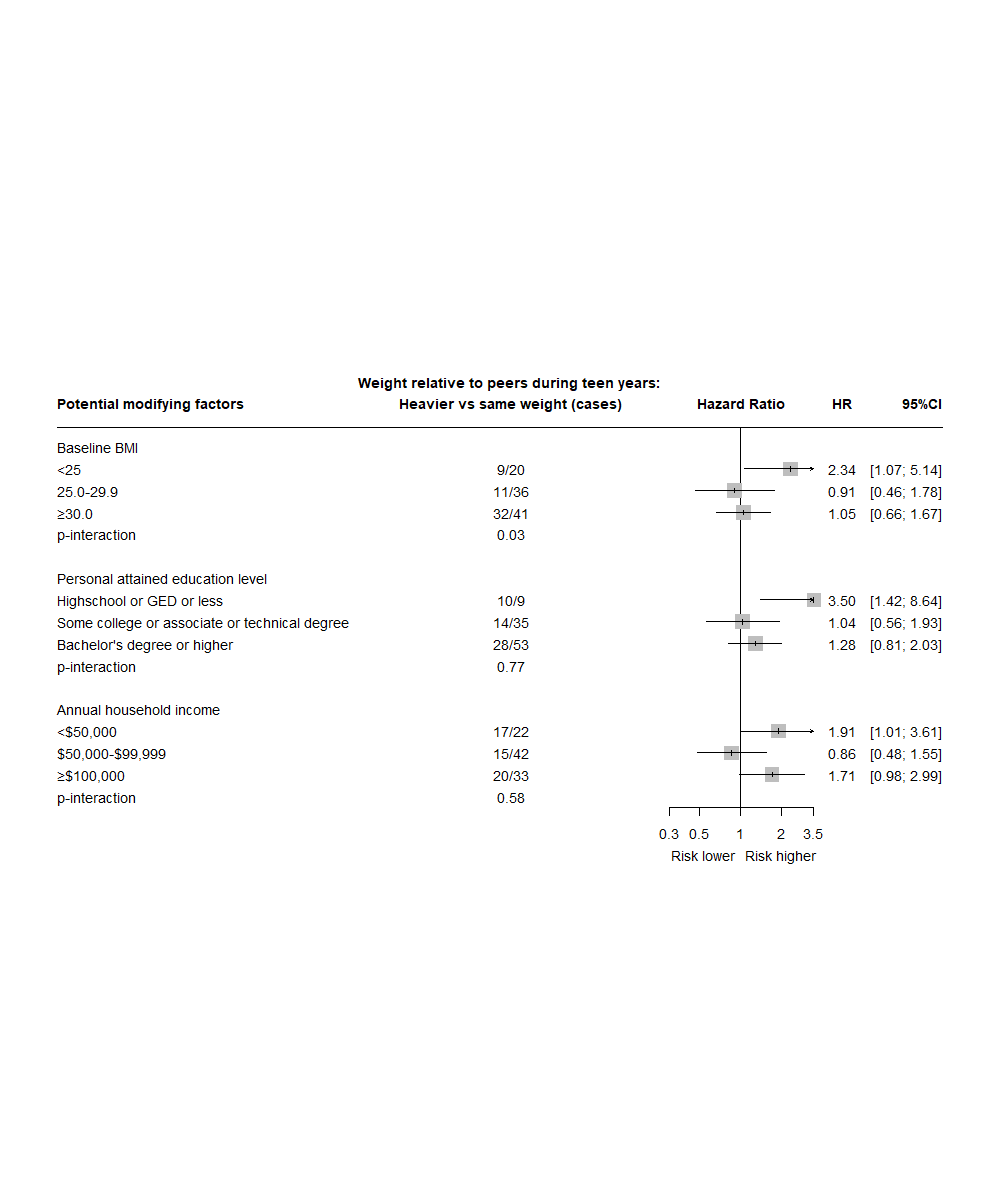 Weight relative to peers during teen years:
Potential modifying factors Heavier vs same weight (cases) Hazard Ratio HR 95%CI
Baseline BMI
<25 9/20 2.34 [1.07; 5.14]
25.0-29.9 11/36 0.91 [0.46; 1.78]
≥30.0 32/41 1.05 [0.66; 1.67]
p-interaction 0.03
Personal attained education level
Highschool or GED or less 10/9 3.50 [1.42; 8.64]
Some college or associate or technical degree 14/35 1.04 [0.56; 1.93]
Bachelor's degree or higher 28/53 1.28 [0.81; 2.03]
p-interaction 0.77
Annual household income
<$50,000 17/22 1.91 [1.01; 3.61]
$50,000-$99,999 15/42 0.86 [0.48; 1.55]
≥$100,000 20/33 1.71 [0.98; 2.99]
p-interaction 0.58
0.3 0.5 1 2 3.5
Risk lower Risk higher